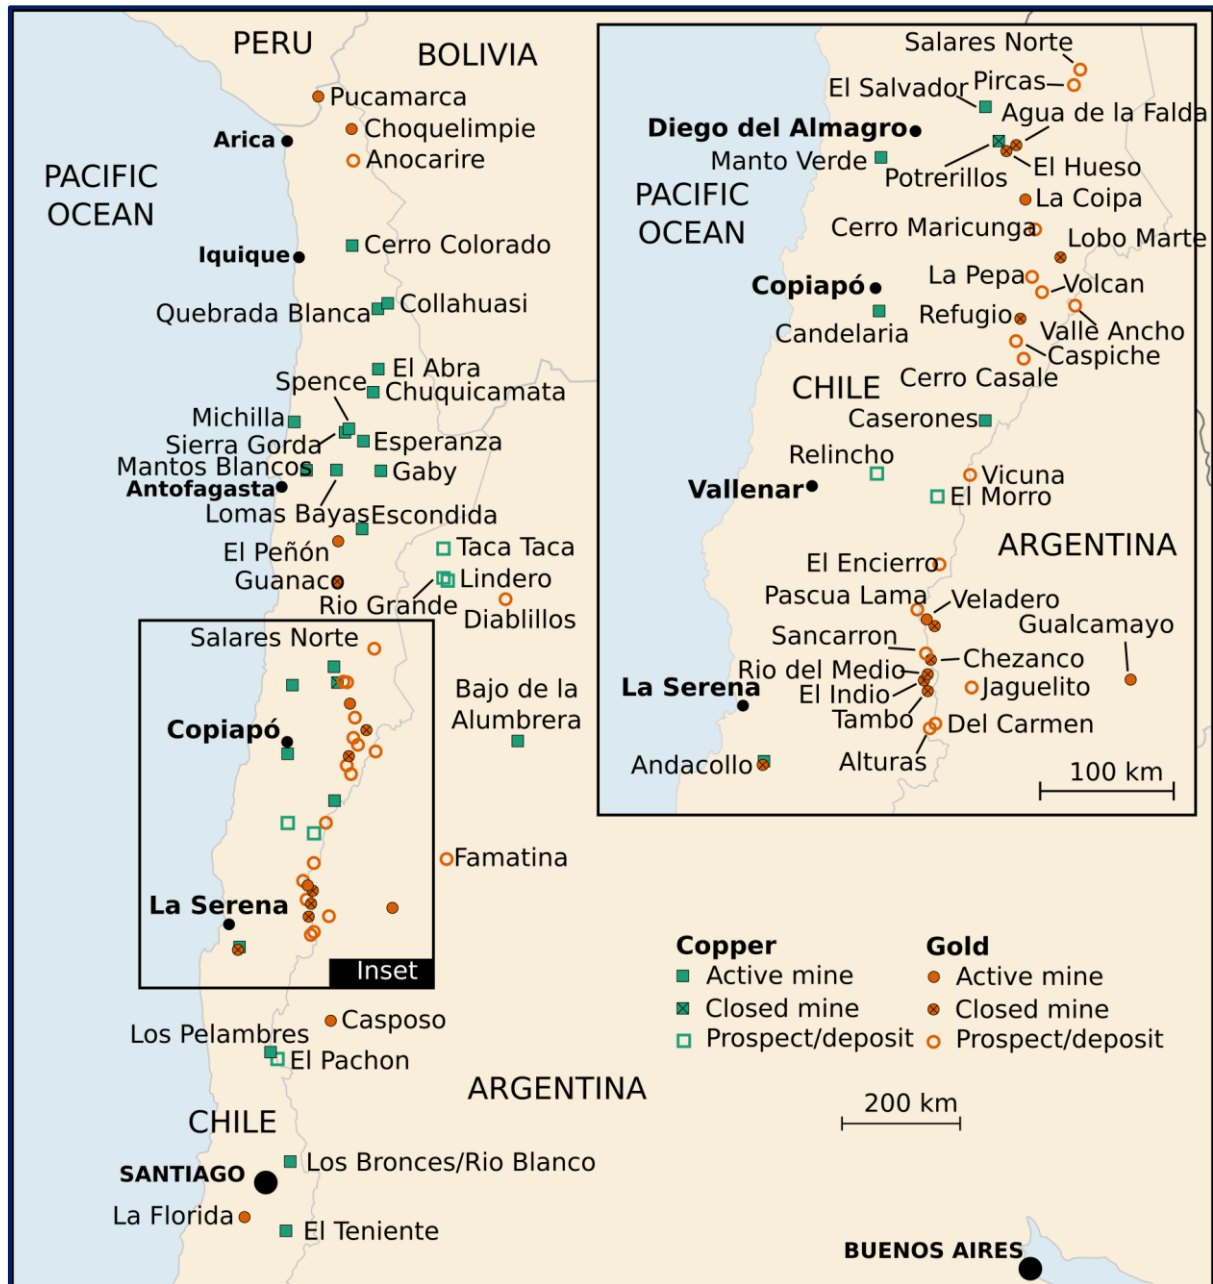 PERU
BOLIVIA
Pucamarca
Choquelimpie
Arica
Anocarire
PACIFIC
OCEAN
Cerro Colorado
Iquique
Collahuasi
Quebrada Blanca
El Abra
Spence
Chuquicamata
Michilla
Sierra Gorda
Esperanza
Mantos Blancos
Gaby
Antofagasta
Lomas Bayas
Escondida
El Peñón
Taca Taca
Guanaco
Lindero
Rio Grande
Diablillos
Salares Norte
Bajo de la
Alumbrera
Copiapó
Famatina
La Serena
Inset
Casposo
Los Pelambres
El Pachon
ARGENTINA
CHILE
SANTIAGO
Los Bronces/Rio Blanco
La Florida
El Teniente
BUENOS AIRES
Salares Norte
Pircas
El Salvador
Agua de la Falda
Diego del Almagro
Manto Verde
Potrerillos
El Hueso
PACIFIC
OCEAN
La Coipa
Cerro Maricunga
Lobo Marte
La Pepa
Volcan
Copiapó
Refugio
Valle Ancho
Candelaria
Caspiche
Cerro Casale
CHILE
Caserones
Relincho
Vicuna
Vallenar
El Morro
ARGENTINA
El Encierro
Pascua Lama
Veladero
Gualcamayo
Sancarron
Chezanco
Rio del Medio
La Serena
El Indio
Jaguelito
Tambo
Del Carmen
Alturas
Andacollo
100 km
Copper
Active mine
Closed mine
Prospect/deposit
Gold
Active mine
Closed mine
Prospect/deposit
200 km